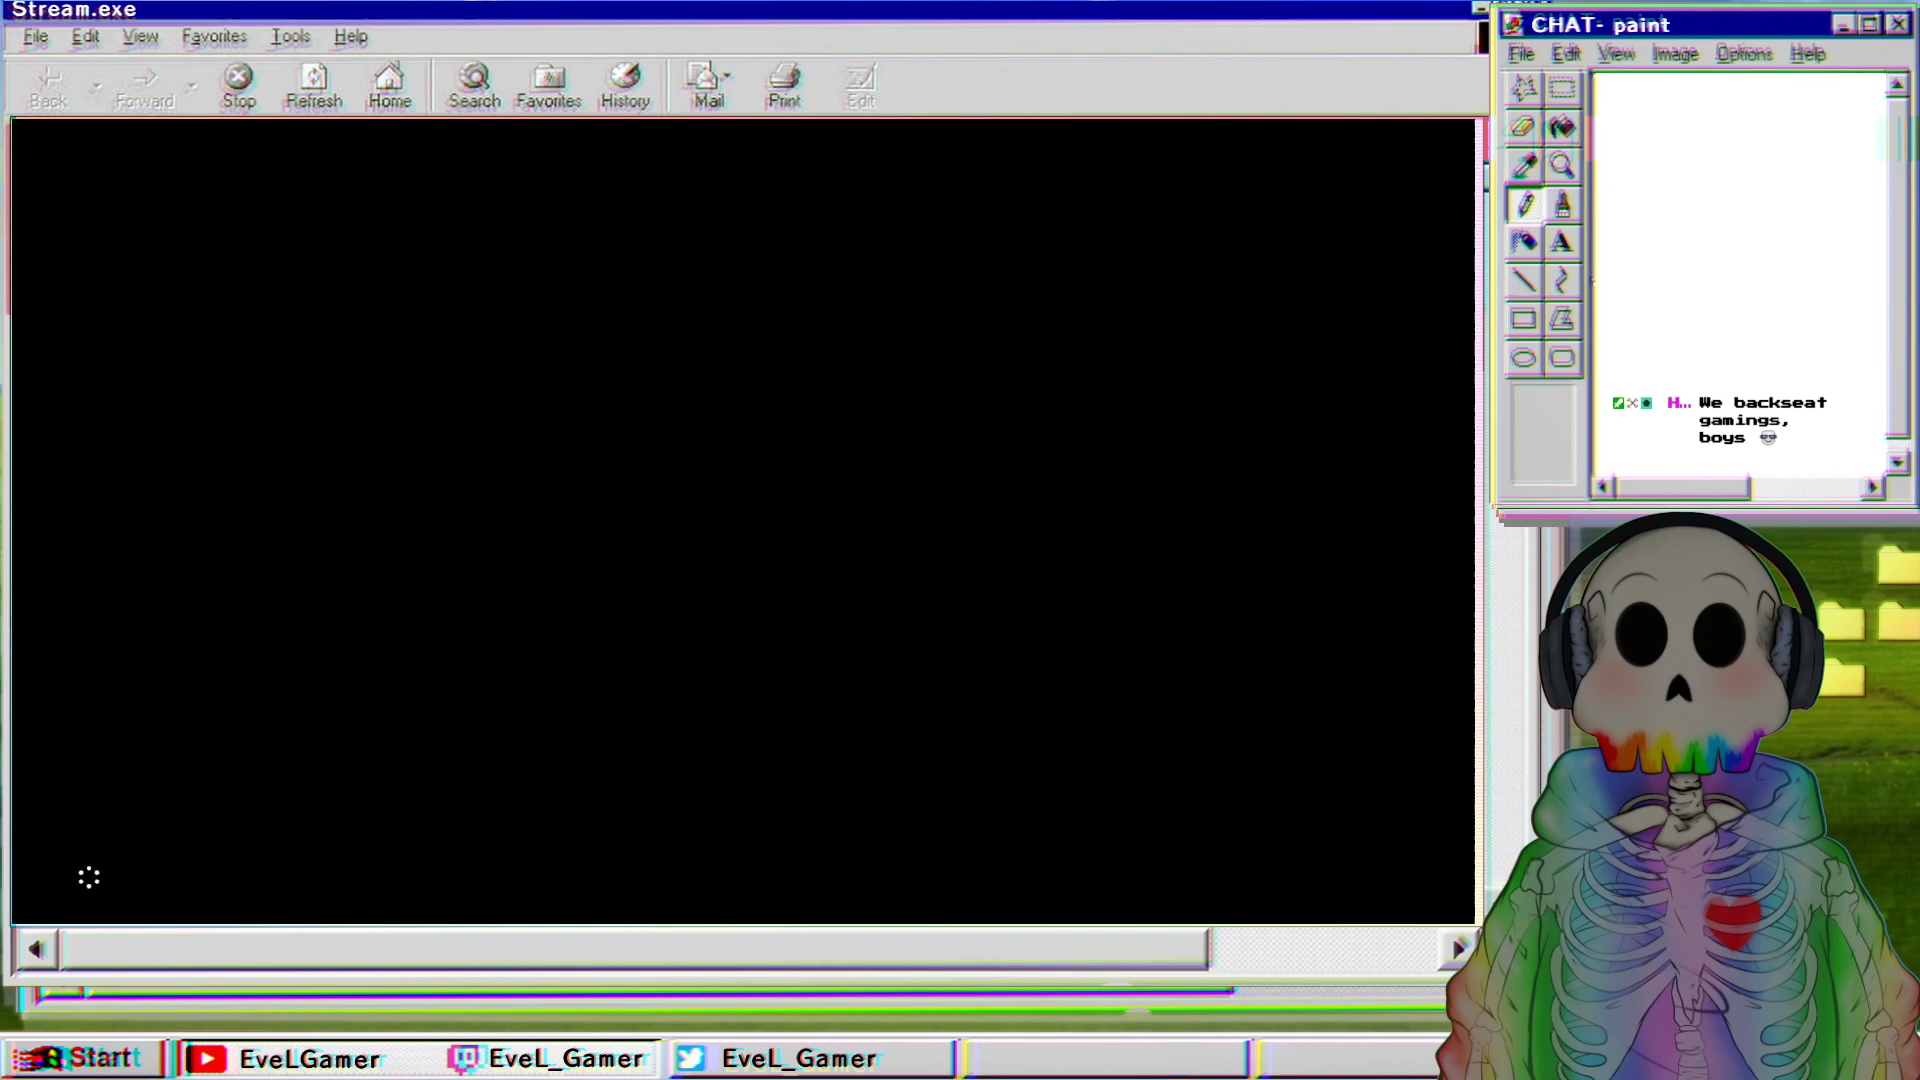 Stream.exe
File Edit View Favorites Tools Help
Back Forward Stop Refresh Home Search Favorites History Mail Print Edit
CHAT- paint
File Edit View Image Options Help
A
H... We backseat
gamings,
boys
Start EveLGamer EveL_Gamer EveL_Gamer